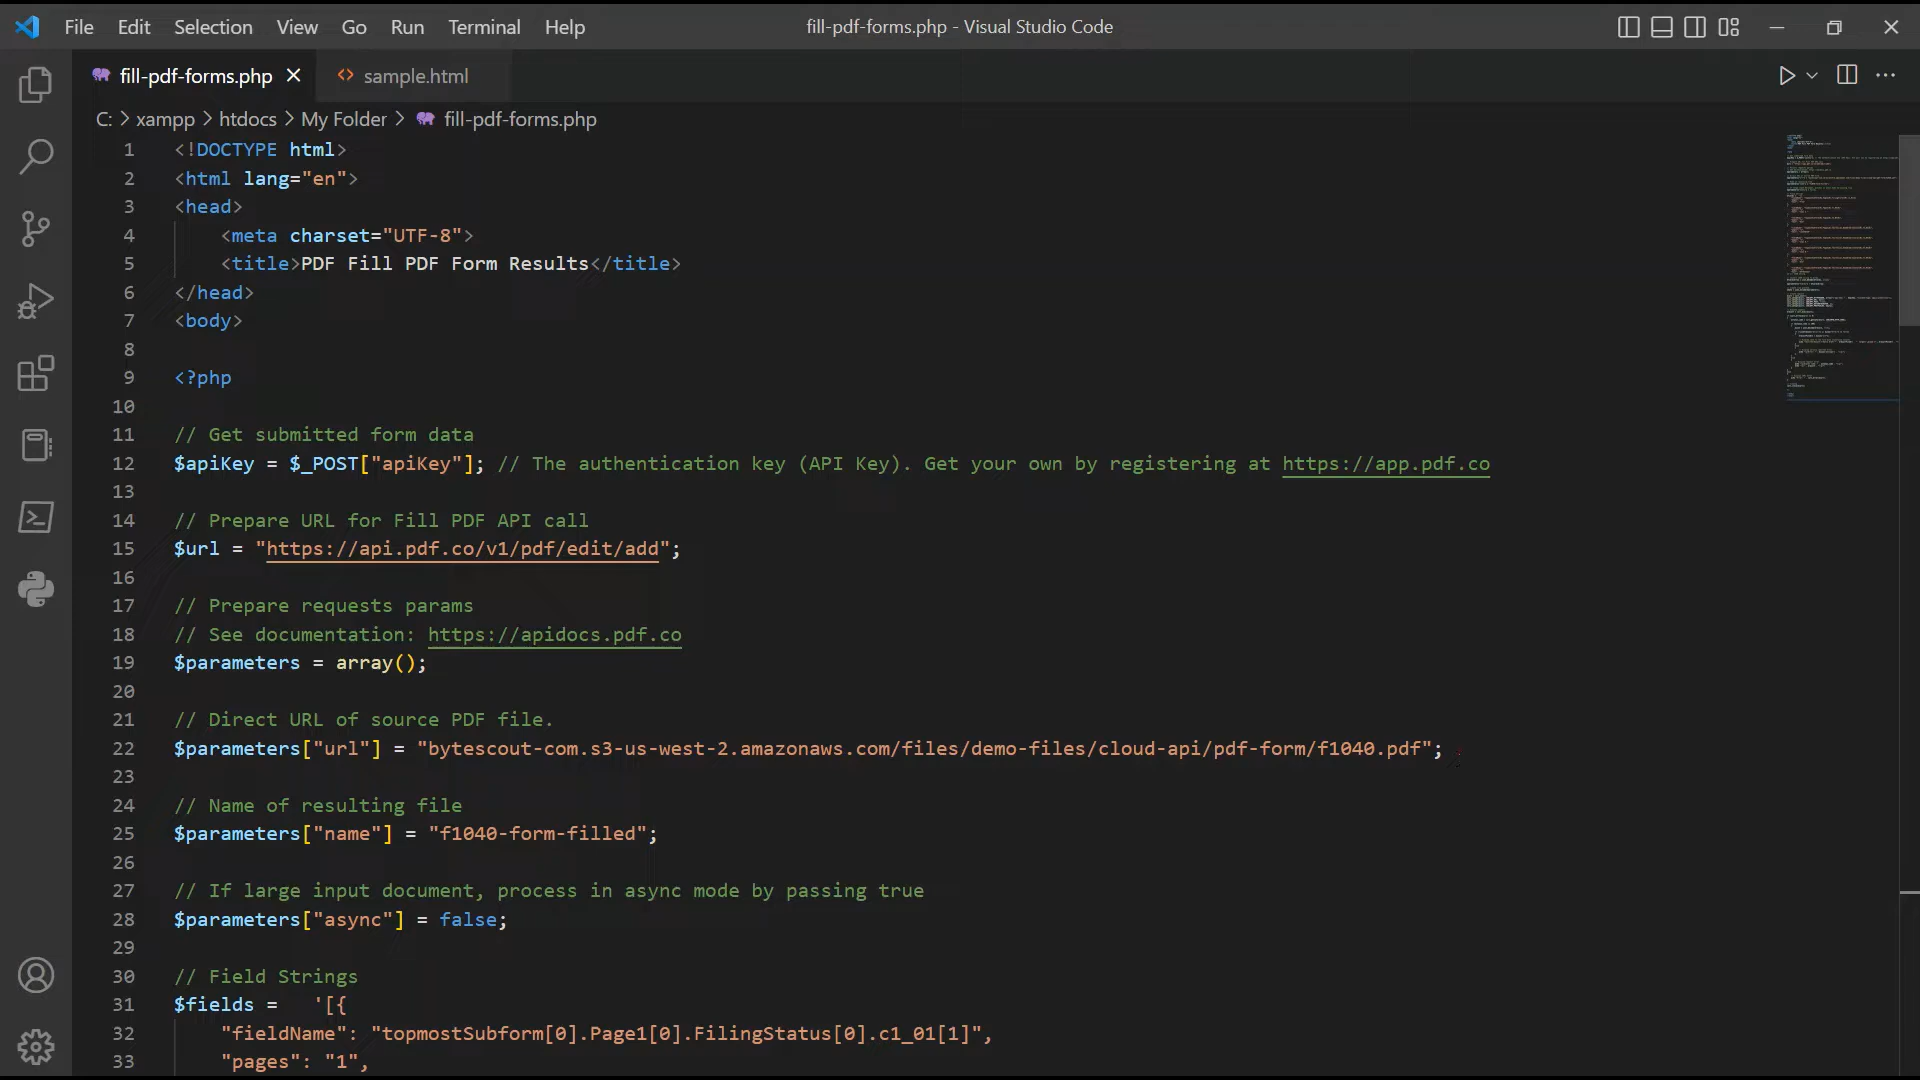 File Edit Selection View Go Run Terminal Help fill-pdf-forms.php - Visual Studio Code
fill-pdf-forms.php sample.html
C: > xampp > htdocs > My Folder > fill-pdf-forms.php
1 <!DOCTYPE html>
2 <html lang="en">
3 <head>
4 <meta charset="UTF-8">
5 <title>PDF Fill PDF Form Results</title>
6 </head>
7 <body>
8
9 <?php
10
11 // Get submitted form data
12 $apiKey = $_POST["apiKey"]; // The authentication key (API Key). Get your own by registering at https://app.pdf.co
13
14 // Prepare URL for Fill PDF API call
15 $url = "https://api.pdf.co/v1/pdf/edit/add";
16
17 // Prepare requests params
18 // See documentation: https://apidocs.pdf.co
19 $parameters = array();
20
21 // Direct URL of source PDF file.
22 $parameters["url"] = "bytescout-com.s3-us-west-2.amazonaws.com/files/demo-files/cloud-api/pdf-form/f1040.pdf";
23
24 // Name of resulting file
25 $parameters["name"] = "f1040-form-filled";
26
27 // If large input document, process in async mode by passing true
28 $parameters["async"] = false;
29
30 // Field Strings
31 $fields =   '[{
32 "fieldName": "topmostSubform[0].Page1[0].FilingStatus[0].c1_01[1]",
33 "pages": "1",